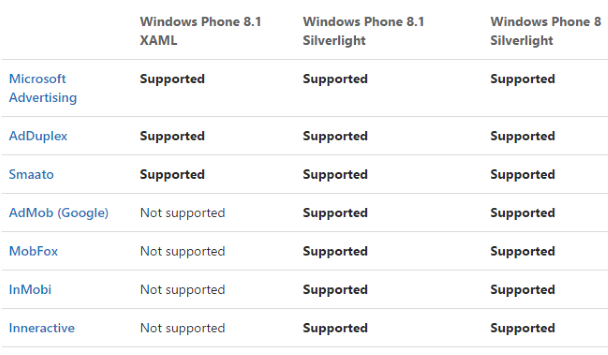 Windows Phone 8.1 XAML Windows Phone 8.1 Silverlight Windows Phone 8 Silverlight
Microsoft Advertising Supported Supported Supported
AdDuplex Supported Supported Supported
Smaato Supported Supported Supported
AdMob (Google) Not supported Supported Supported
MobFox Not supported Supported Supported
InMobi Not supported Supported Supported
Inneractive Not supported Supported Supported